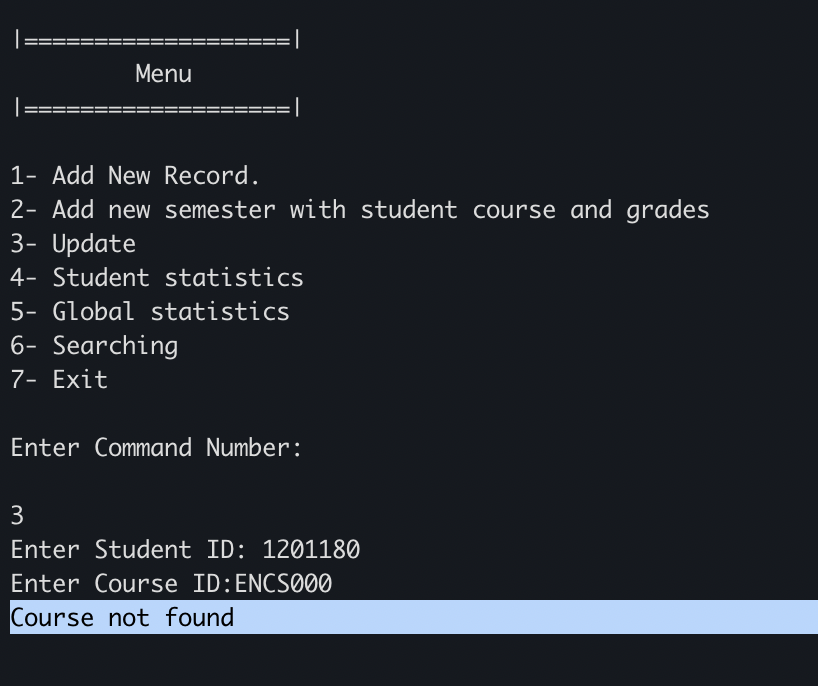 |===================|
Menu
|===================|
1- Add New Record.
2- Add new semester with student course and grades
3- Update
4- Student statistics
5- Global statistics
6- Searching
7- Exit
Enter Command Number:
3
Enter Student ID: 1201180
Enter Course ID:ENCS000
Course not found